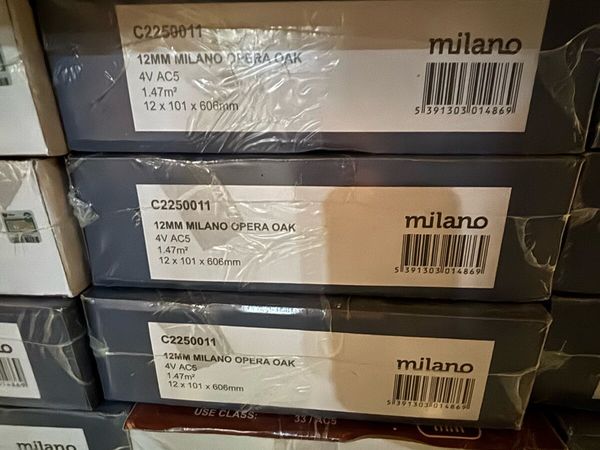 C2250011
milano
12MM MILANO OPERA OAK
4V AC5
1.47m²
12 x 101 x 606mm
5 391303 014869
C2250011
milano
12MM MILANO OPERA OAK
4V AC5
1.47m²
12 x 101 x 606mm
5 391303 014869
C2250011
milano
12MM MILANO OPERA OAK
4V AC5
1.47m²
12 x 101 x 606mm
5 391303 014869
USE CLASS: 33 / AC5
milano